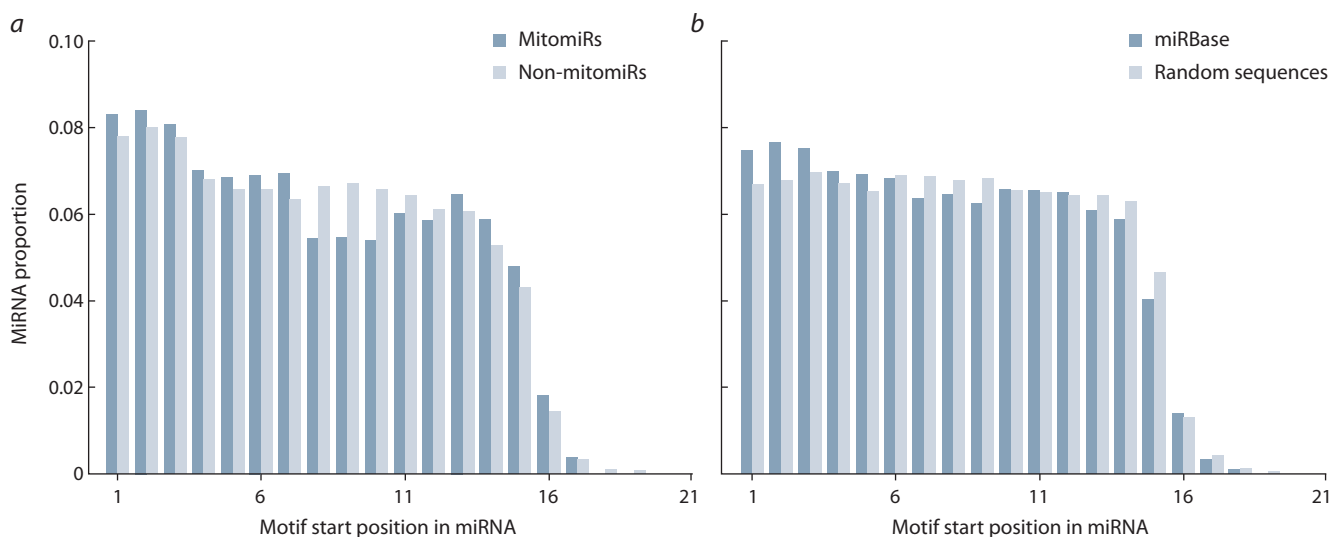 a
MitomiRs
Non-mitomiRs
0.10
0.08
0.06
0.04
0.02
0
MiRNA proportion
1 6 11 16 21
Motif start position in miRNA
b
miRBase
Random sequences
1 6 11 16 21
Motif start position in miRNA